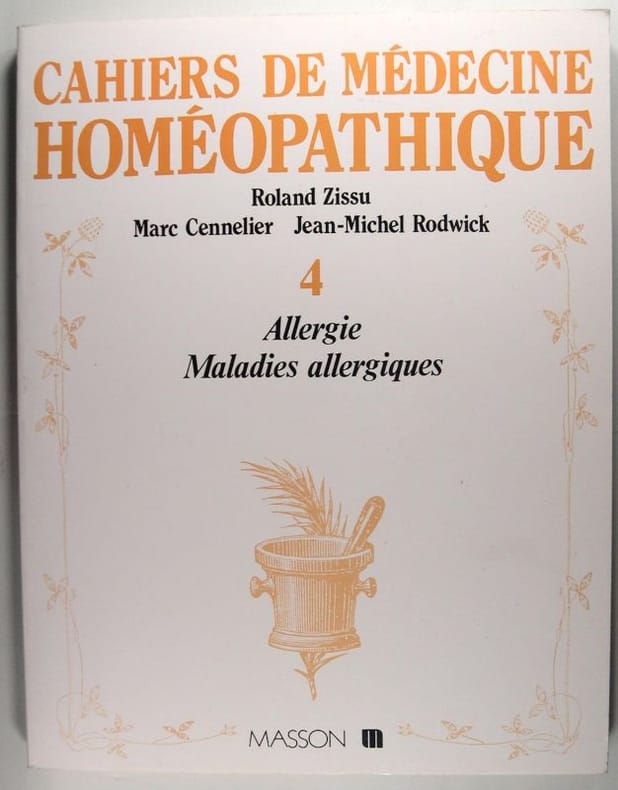 CAHIERS DE MÉDECINE
HOMÉOPATHIQUE
Roland Zissu
Marc Cennelier Jean-Michel Rodwick
4
Allergie
Maladies allergiques
MASSON m